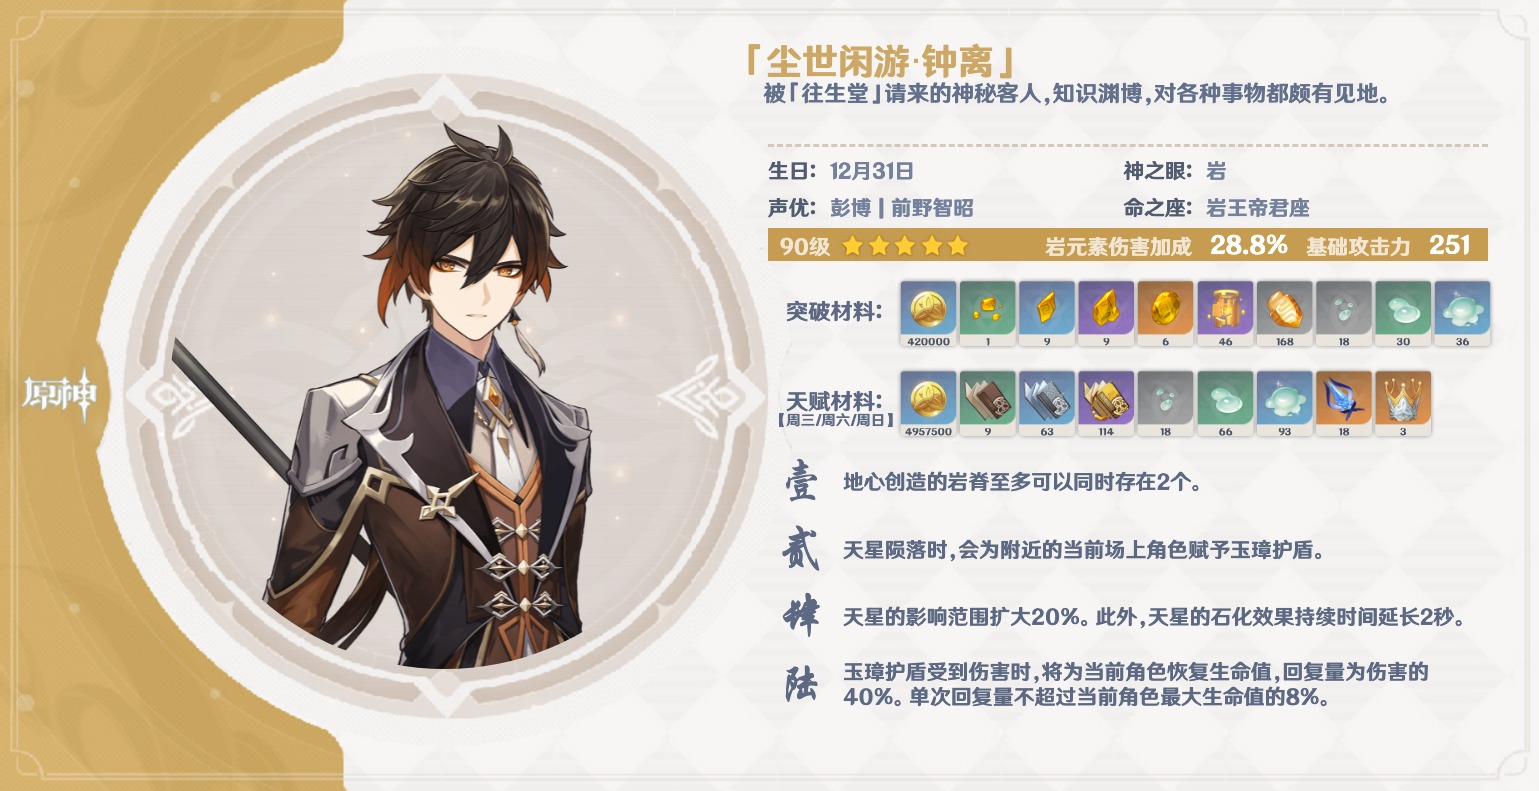 原神
「尘世闲游·钟离」
被「往生堂」请来的神秘客人,知识渊博,对各种事物都颇有见地。
生日: 12月31日 神之眼: 岩
声优: 彭博 | 前野智昭 命之座: 岩王帝君座
90级 岩元素伤害加成 28.8% 基础攻击力 251
突破材料:
420000 1 9 9 6 46 168 18 30 36
天赋材料:
【周三/周六/周日】
4957500 9 63 114 18 66 93 18 3
壹 地心创造的岩脊至多可以同时存在2个。
贰 天星陨落时,会为附近的当前场上角色赋予玉璋护盾。
肆 天星的影响范围扩大20%。此外,天星的石化效果持续时间延长2秒。
陆 玉璋护盾受到伤害时,将为当前角色恢复生命值,回复量为伤害的
40%。单次回复量不超过当前角色最大生命值的8%。